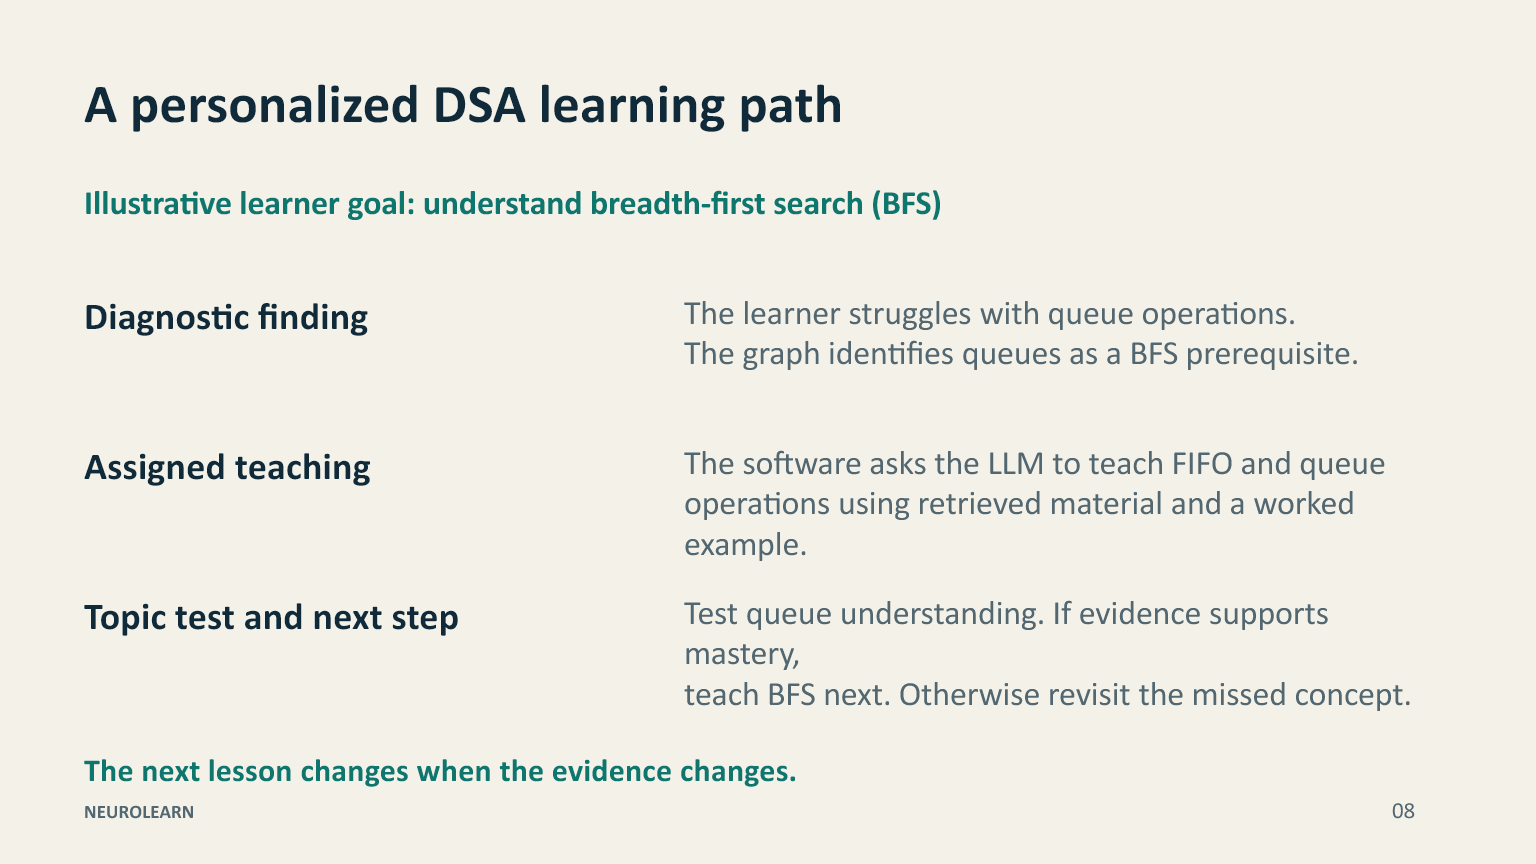 A personalized DSA learning path
Illustrative learner goal: understand breadth-first search (BFS)
Diagnostic finding
The learner struggles with queue operations.
The graph identifies queues as a BFS prerequisite.
Assigned teaching
The software asks the LLM to teach FIFO and queue
operations using retrieved material and a worked
example.
Topic test and next step
Test queue understanding. If evidence supports
mastery,
teach BFS next. Otherwise revisit the missed concept.
The next lesson changes when the evidence changes.
NEUROLEARN
08